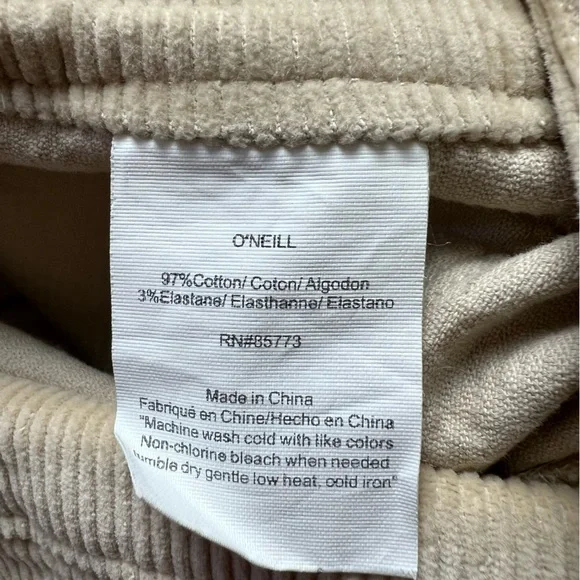 O'NEILL
97%Cotton/ Coton/ Algodon
3%Elastane/ Elasthanne/ Elastano
RN#85773
Made in China
Fabriqué en Chine/Hecho en China
"Machine wash cold with like colors
Non-chlorine bleach when needed
tumble dry gentle low heat, cold iron"